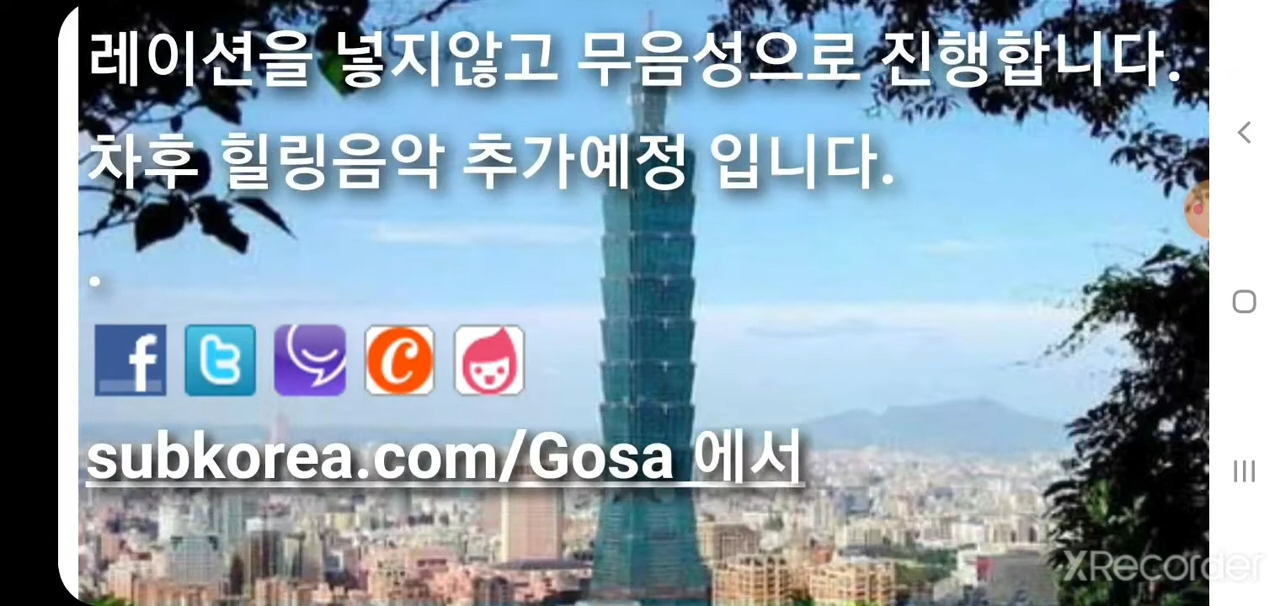 레이션을 넣지않고 무음성으로 진행합니다.
차후 힐링음악 추가예정 입니다.
.
subkorea.com/Gosa 에서
XRecorder